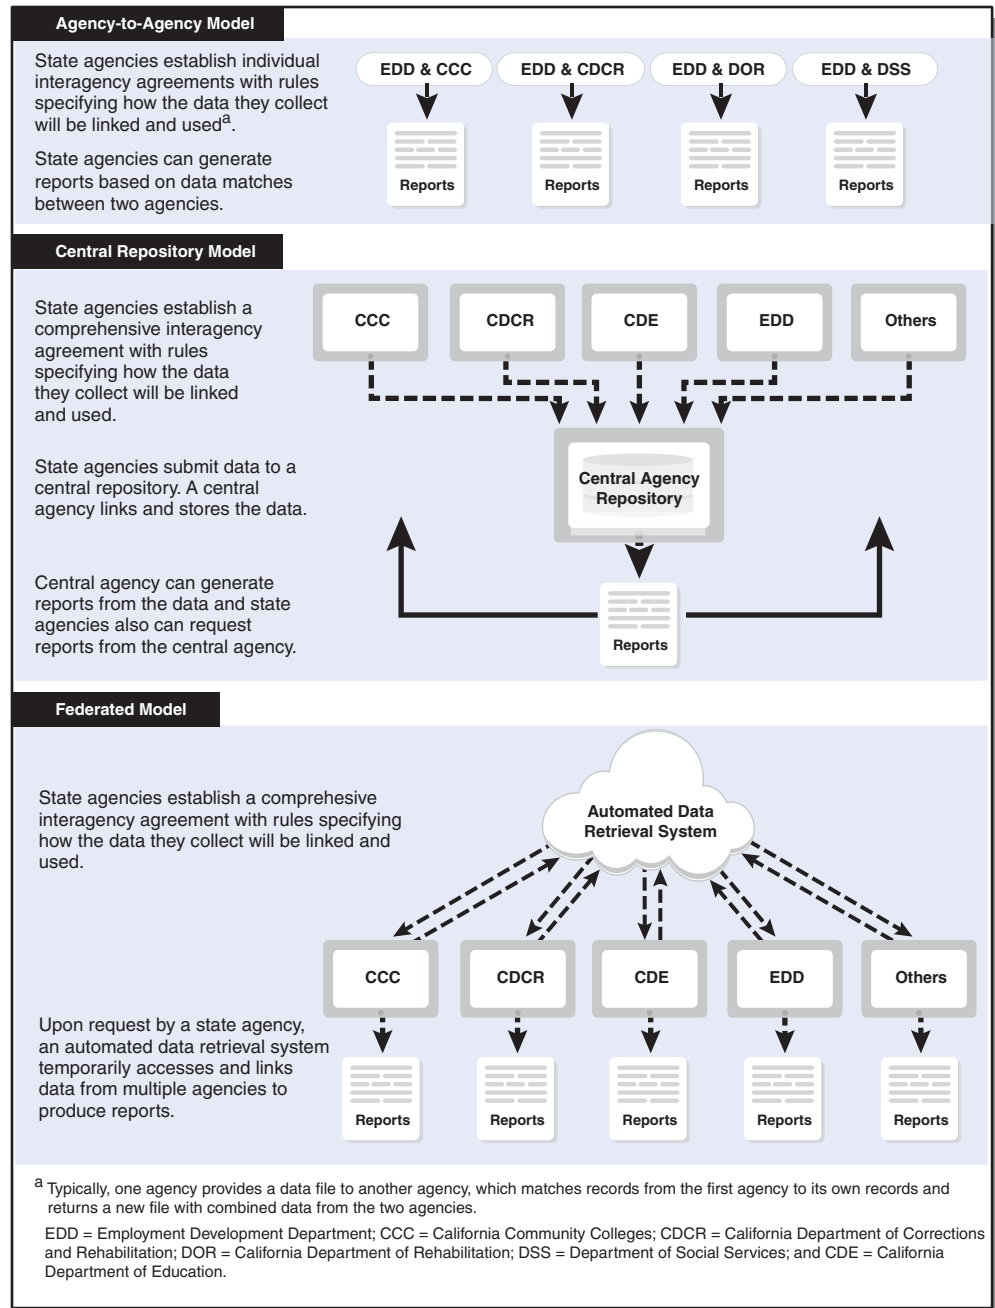 Agency-to-Agency Model
State agencies establish individual
interagency agreements with rules
specifying how the data they collect
will be linked and usedᵃ.
State agencies can generate
reports based on data matches
between two agencies.
EDD & CCC
EDD & CDCR
EDD & DOR
EDD & DSS
Reports
Reports
Reports
Reports
Central Repository Model
State agencies establish a
comprehensive interagency
agreement with rules
specifying how the data
they collect will be linked
and used.
State agencies submit data to a
central repository. A central
agency links and stores the data.
Central agency can generate
reports from the data and state
agencies also can request
reports from the central agency.
CCC
CDCR
CDE
EDD
Others
Central Agency
Repository
Reports
Federated Model
State agencies establish a comprehesive
interagency agreement with rules specifying
how the data they collect will be linked and
used.
Upon request by a state agency,
an automated data retrieval system
temporarily accesses and links
data from multiple agencies to
produce reports.
Automated Data
Retrieval System
CCC
CDCR
CDE
EDD
Others
Reports
Reports
Reports
Reports
Reports
ᵃ Typically, one agency provides a data file to another agency, which matches records from the first agency to its own records and
returns a new file with combined data from the two agencies.
EDD = Employment Development Department; CCC = California Community Colleges; CDCR = California Department of Corrections
and Rehabilitation; DOR = California Department of Rehabilitation; DSS = Department of Social Services; and CDE = California
Department of Education.